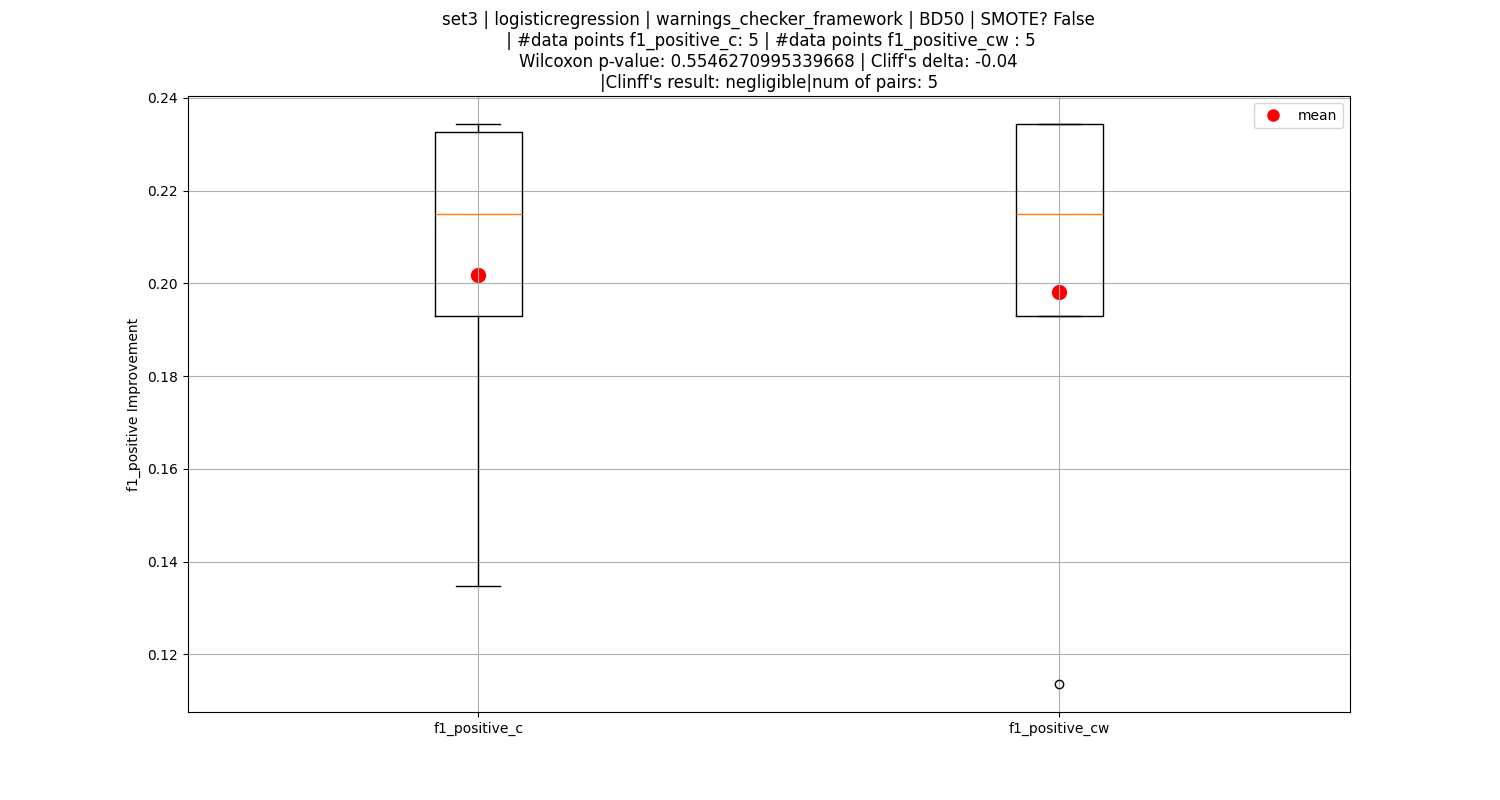 set3 | logisticregression | warnings_checker_framework | BD50 | SMOTE? False
| #data points f1_positive_c: 5 | #data points f1_positive_cw : 5
Wilcoxon p-value: 0.5546270995339668 | Cliff's delta: -0.04
|Clinff's result: negligible|num of pairs: 5
mean
f1_positive Improvement
0.24
0.22
0.20
0.18
0.16
0.14
0.12
f1_positive_c
f1_positive_cw